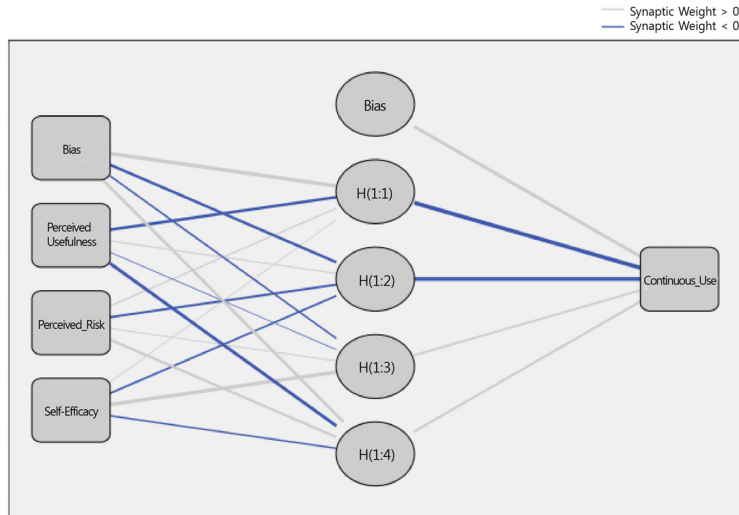 Synaptic Weight > 0
Synaptic Weight < 0
Bias
Perceived
Usefulness
Perceived_Risk
Self-Efficacy
Bias
H(1:1)
H(1:2)
H(1:3)
H(1:4)
Continuous_Use